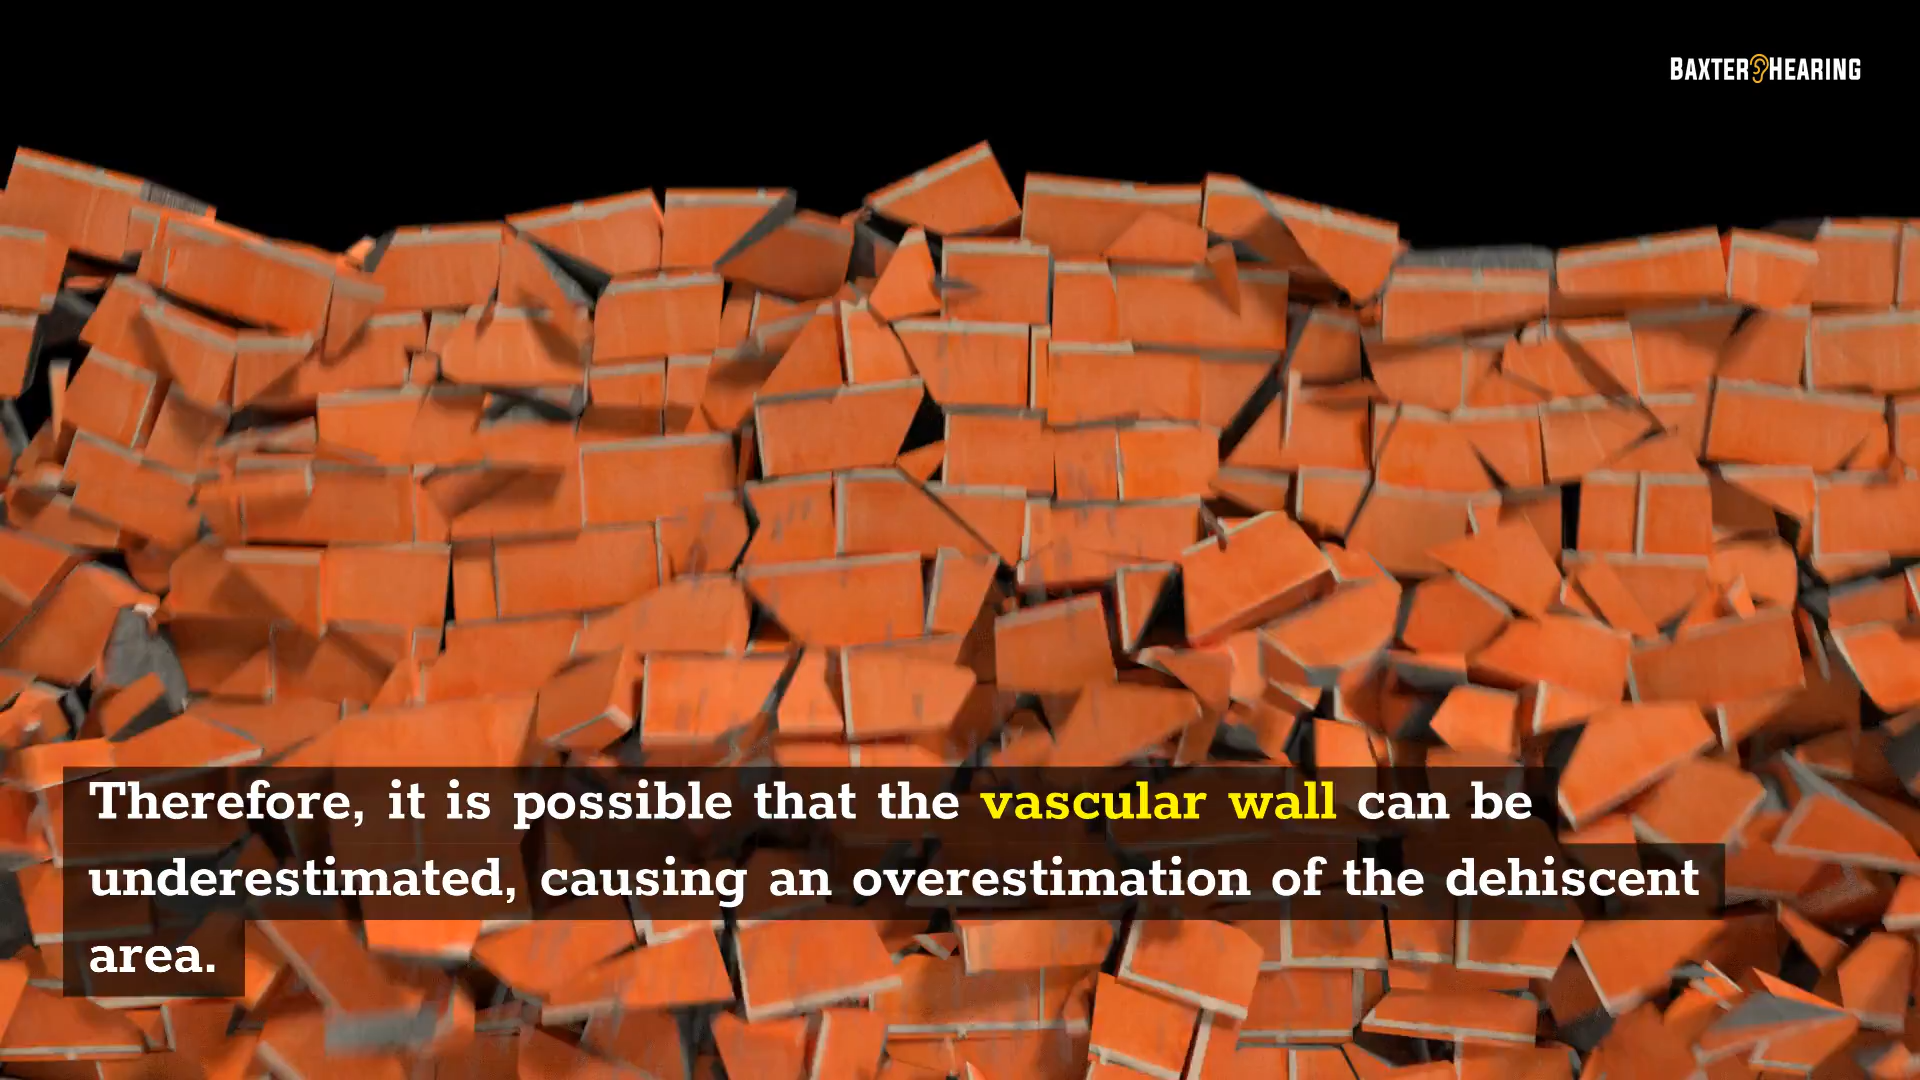 BAXTER HEARING
Therefore, it is possible that the vascular wall can be
underestimated, causing an overestimation of the dehiscent
area.